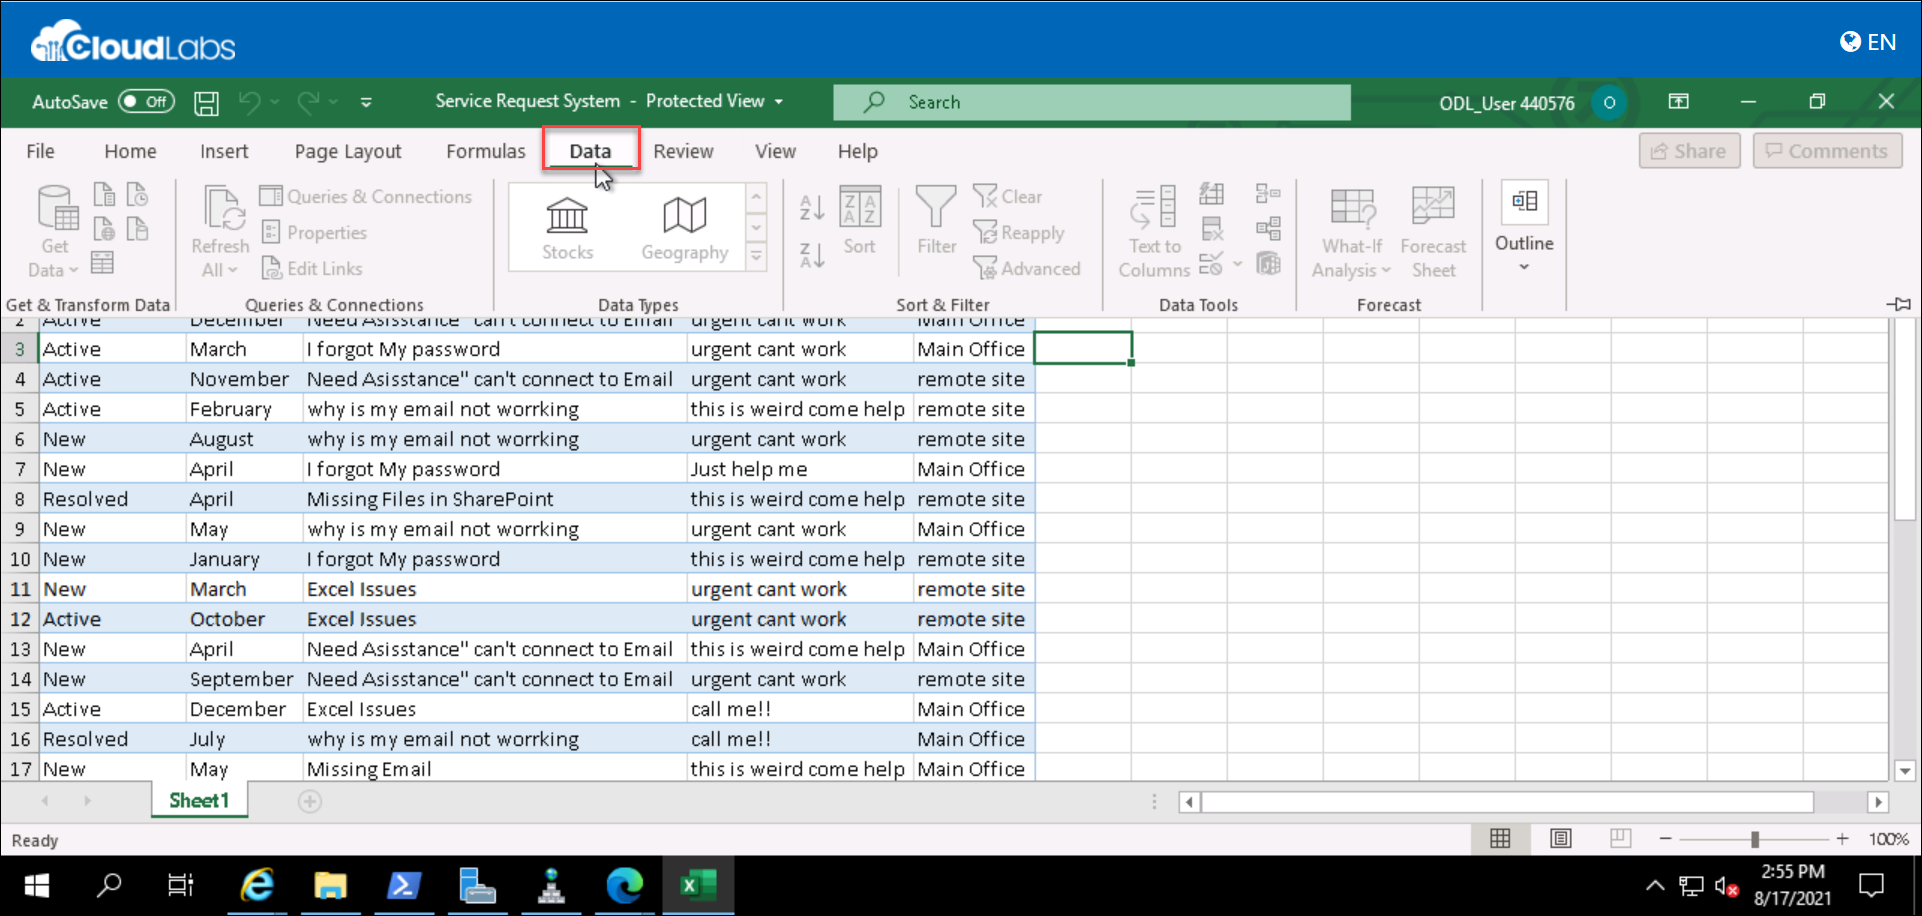 CloudLabs
EN
AutoSave Off Service Request System - Protected View Search ODL_User 440576 O
File Home Insert Page Layout Formulas Data Review View Help Share Comments
Get Data
Refresh All
Queries & Connections
Properties
Edit Links
Stocks
Geography
A Z
Z A
Z A A Z
Sort
Filter
Clear
Reapply
Advanced
Text to Columns
What-If Analysis
Forecast Sheet
Outline
Get & Transform Data Queries & Connections Data Types Sort & Filter Data Tools Forecast
2 Active December Need Asisstance" can't connect to Email urgent cant work Main Office
3 Active March I forgot My password urgent cant work Main Office
4 Active November Need Asisstance" can't connect to Email urgent cant work remote site
5 Active February why is my email not worrking this is weird come help remote site
6 New August why is my email not worrking urgent cant work remote site
7 New April I forgot My password Just help me Main Office
8 Resolved April Missing Files in SharePoint this is weird come help remote site
9 New May why is my email not worrking urgent cant work Main Office
10 New January I forgot My password this is weird come help remote site
11 New March Excel Issues urgent cant work remote site
12 Active October Excel Issues urgent cant work remote site
13 New April Need Asisstance" can't connect to Email this is weird come help Main Office
14 New September Need Asisstance" can't connect to Email urgent cant work remote site
15 Active December Excel Issues call me!! Main Office
16 Resolved July why is my email not worrking call me!! Main Office
17 New May Missing Email this is weird come help Main Office
Sheet1
Ready 100%
2:55 PM
8/17/2021